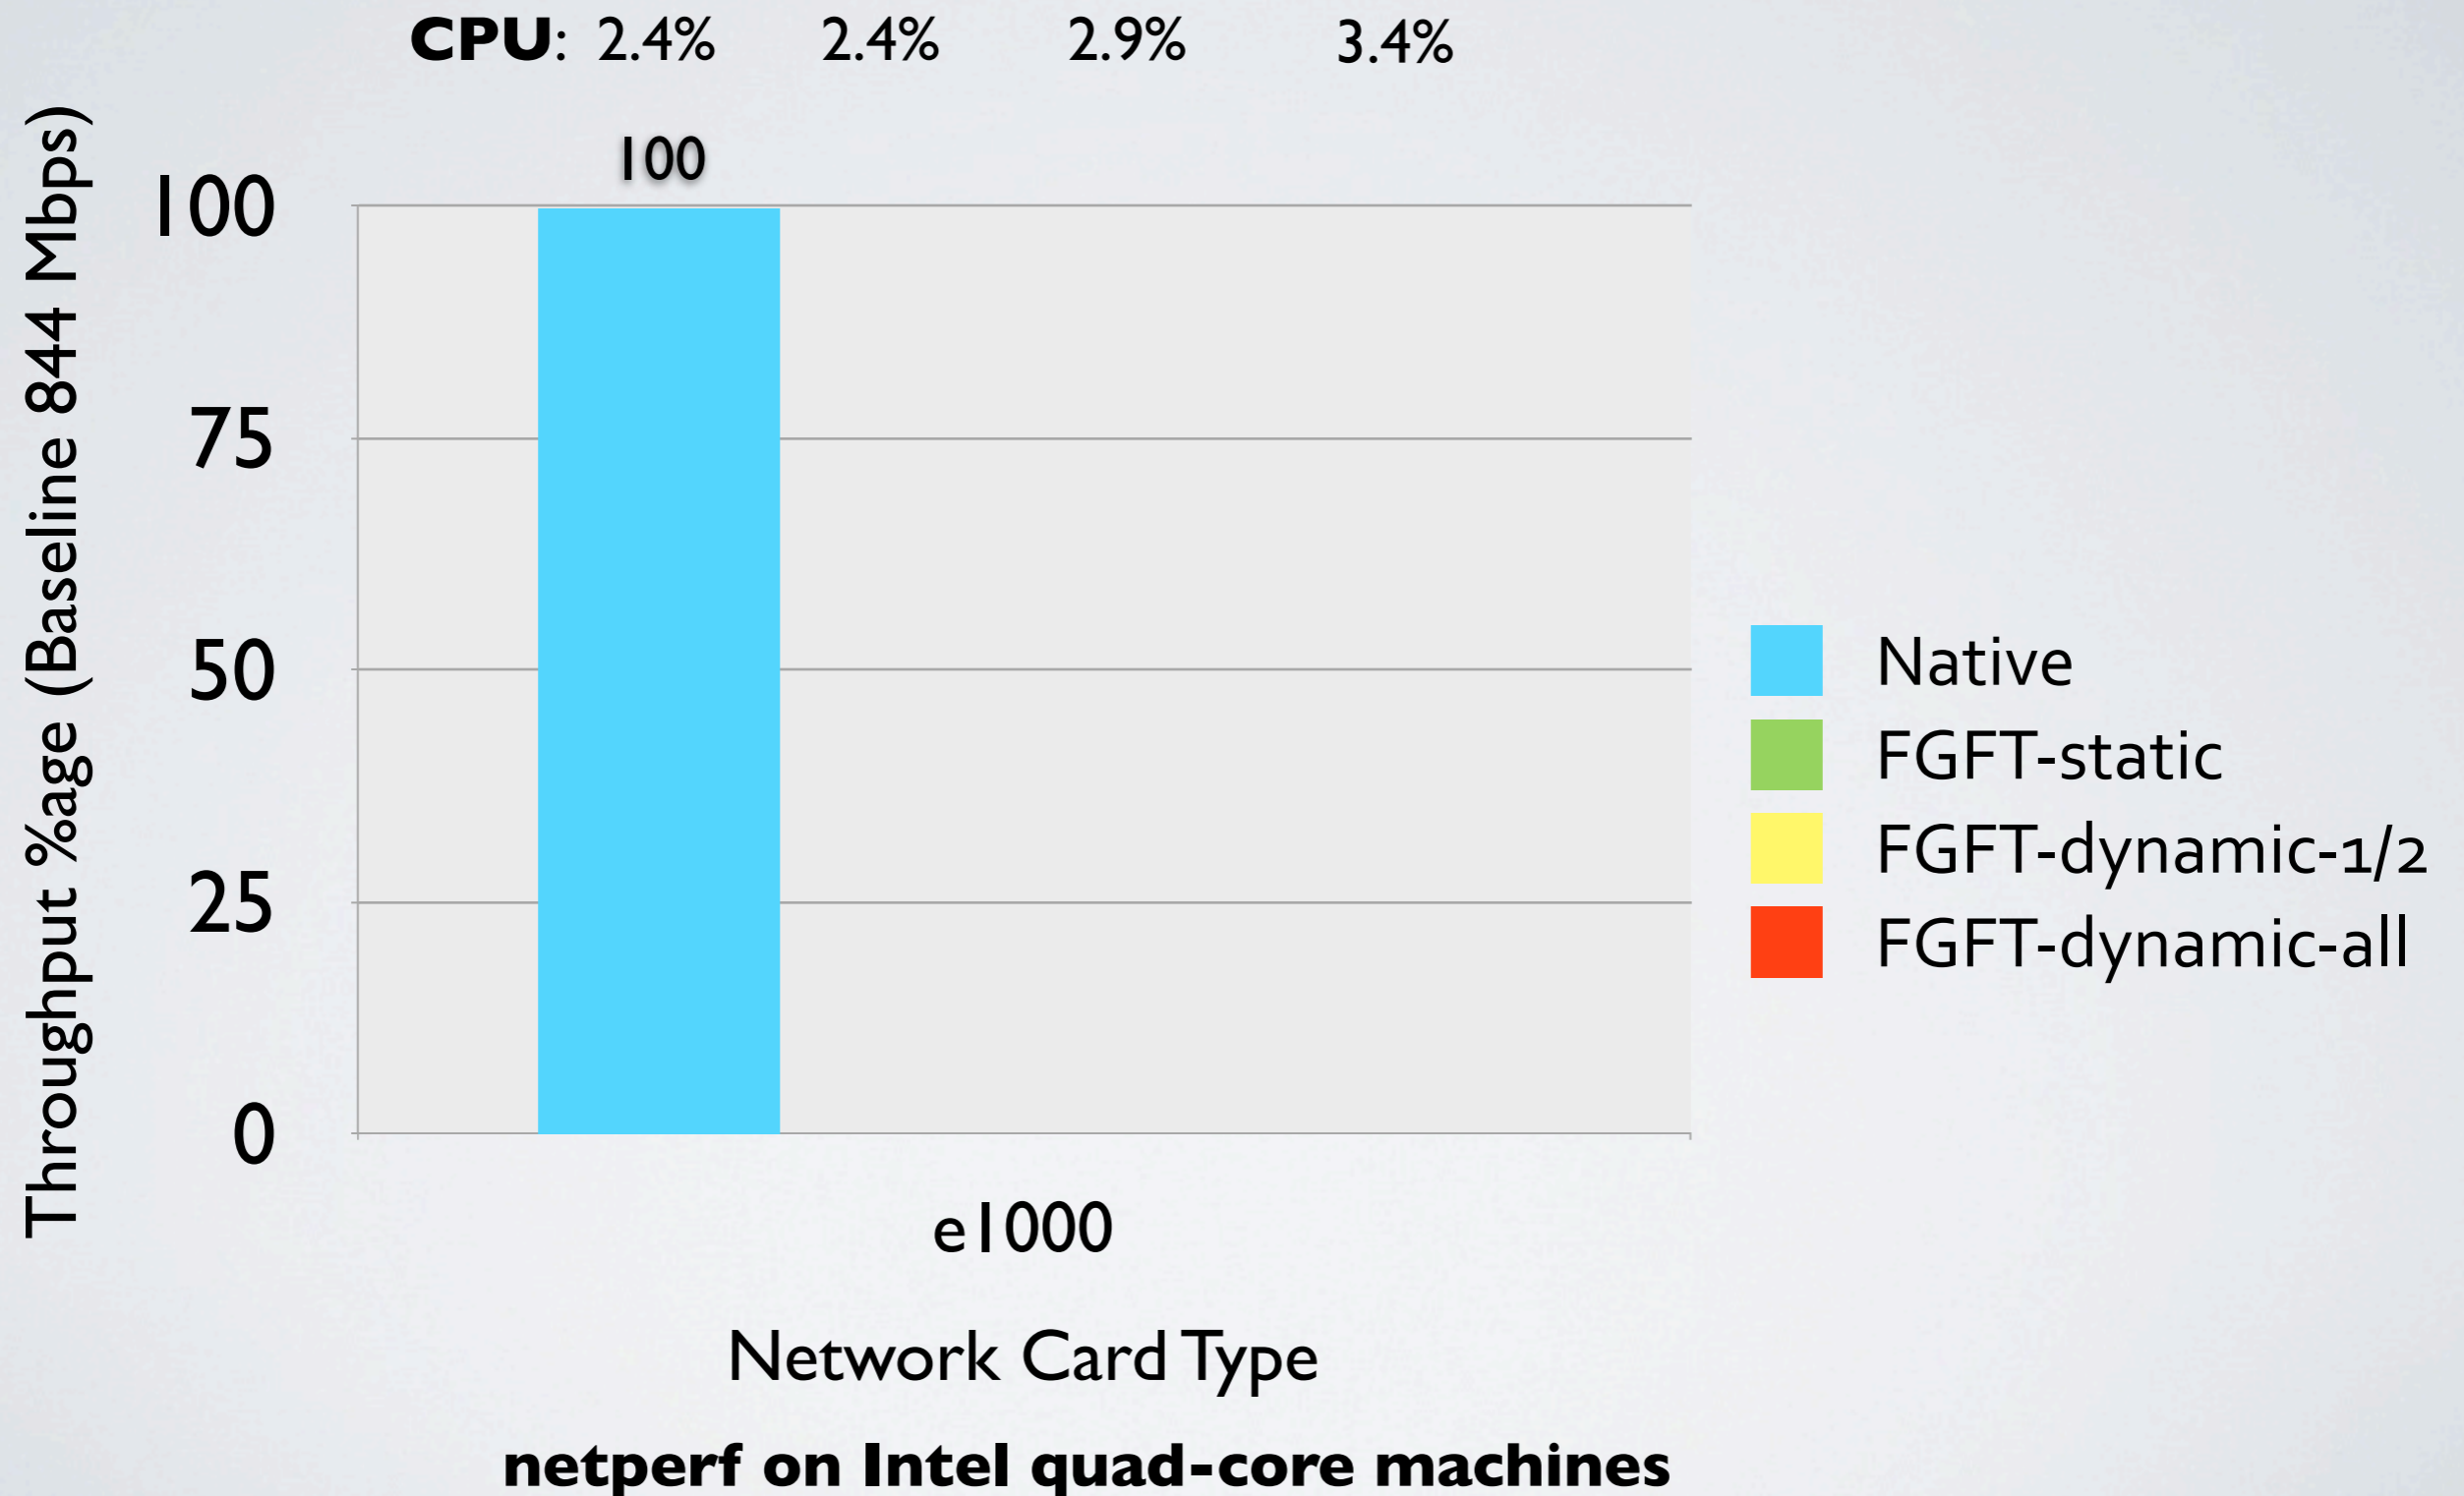 CPU: 2.4% 2.4% 2.9% 3.4%
Throughput %age (Baseline 844 Mbps)
100
100
75
50
25
0
e1000
Network Card Type
netperf on Intel quad-core machines
Native
FGFT-static
FGFT-dynamic-1/2
FGFT-dynamic-all